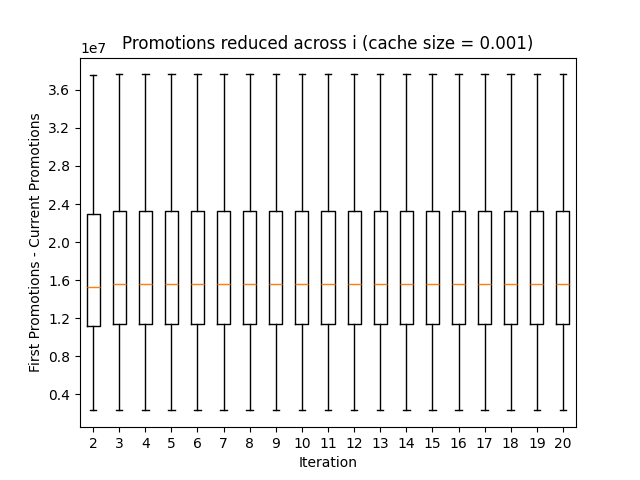 1e7
Promotions reduced across i (cache size = 0.001)
First Promotions - Current Promotions
3.6
3.2
2.8
2.4
2.0
1.6
1.2
0.8
0.4
2 3 4 5 6 7 8 9 10 11 12 13 14 15 16 17 18 19 20
Iteration